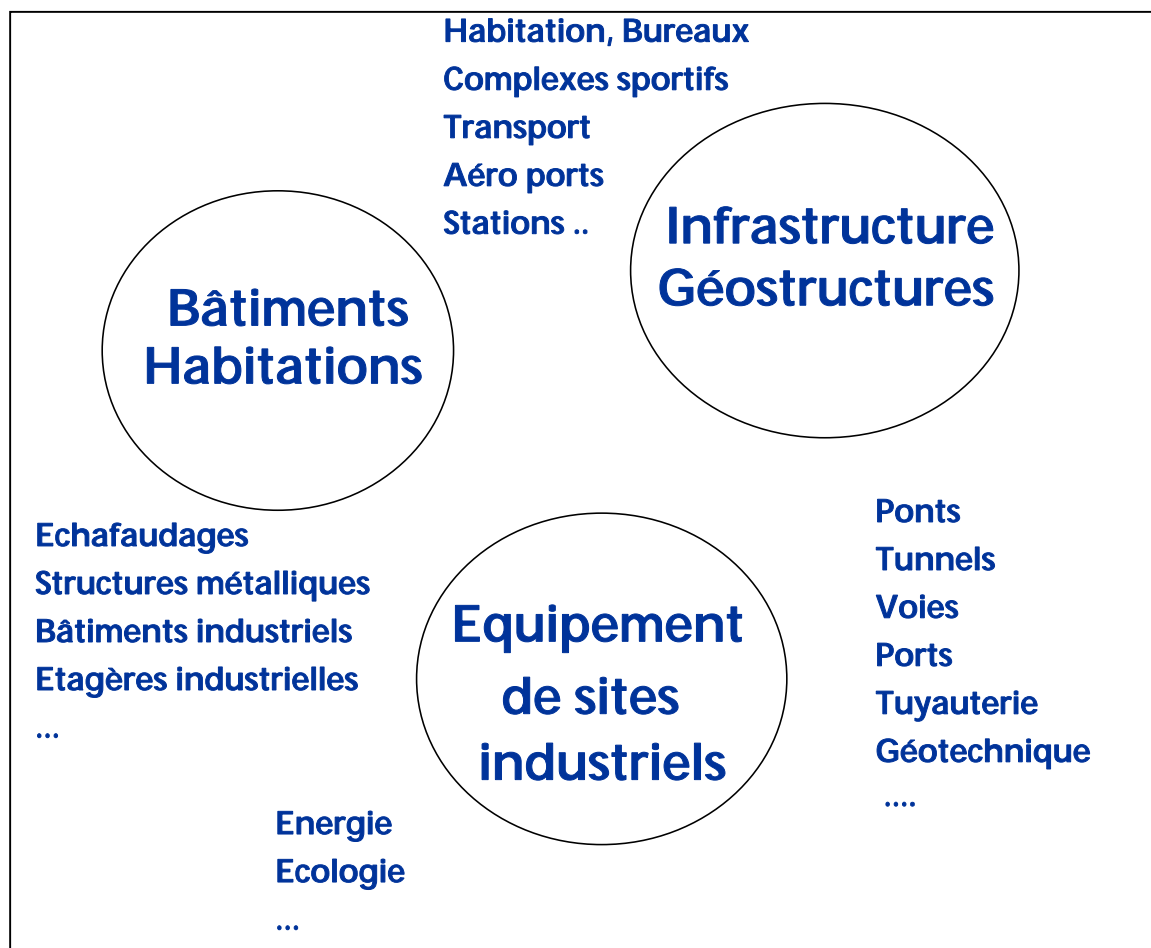 Habitation, Bureaux
Complexes sportifs
Transport
Aéro ports
Stations ..
Infrastructure
Géostructures
Bâtiments
Habitations
Echafaudages
Structures métalliques
Bâtiments industriels
Etagères industrielles
...
Equipement
de sites
industriels
Ponts
Tunnels
Voies
Ports
Tuyauterie
Géotechnique
....
Energie
Ecologie
...